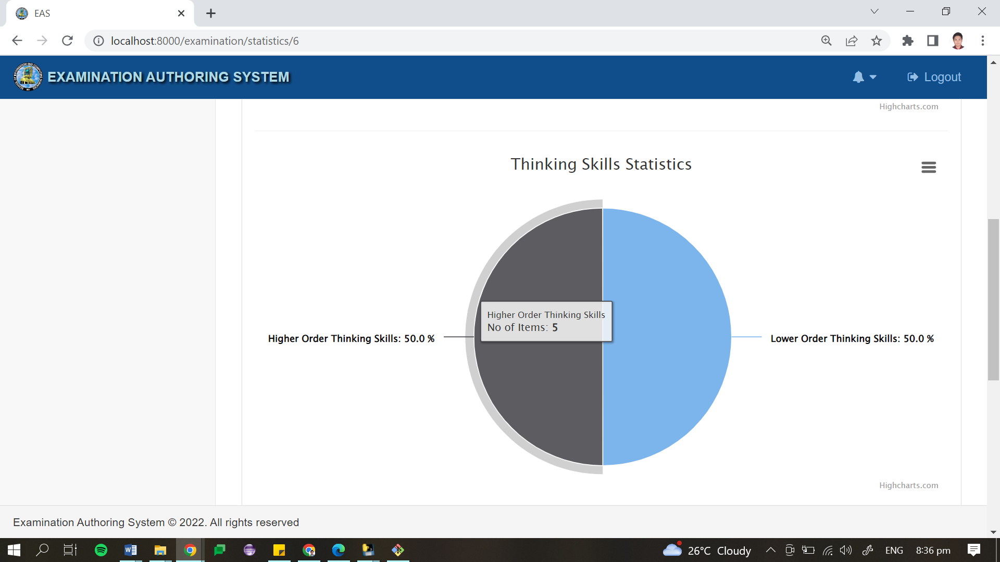 EAS
localhost:8000/examination/statistics/6
EXAMINATION AUTHORING SYSTEM
Logout
Highcharts.com
Thinking Skills Statistics
Higher Order Thinking Skills
No of Items: 5
Higher Order Thinking Skills: 50.0 %
Lower Order Thinking Skills: 50.0 %
Highcharts.com
Examination Authoring System © 2022. All rights reserved
26°C Cloudy
ENG
8:36 pm